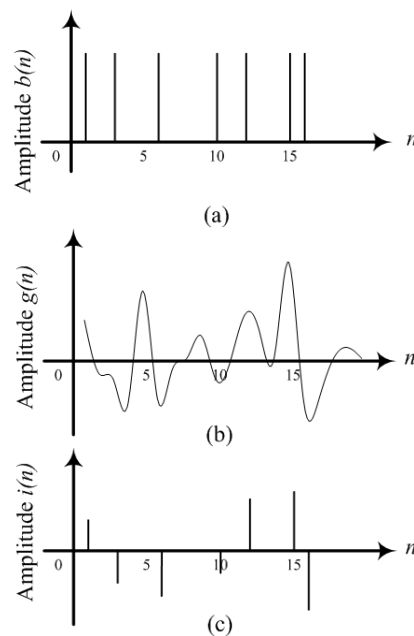 Amplitude b(n)
n
0 5 10 15
(a)
Amplitude g(n)
n
0 5 10 15
(b)
Amplitude i(n)
n
0 5 10 15
(c)